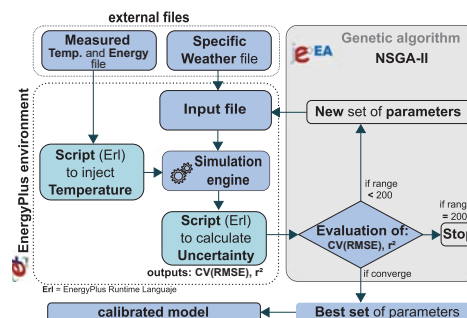 external files
Measured
Temp. and Energy
file
Specific
Weather file
EA
Genetic algorithm
NSGA-II
EnergyPlus environment
Input file
New set of parameters
Script (Erl)
to inject
Temperature
Simulation
engine
if range
< 200
if range
= 200
Script (Erl)
to calculate
Uncertainty
Evaluation of:
CV(RMSE), r²
Stop
outputs: CV(RMSE), r²
if converge
Erl = EnergyPlus Runtime Languaje
calibrated model
Best set of parameters